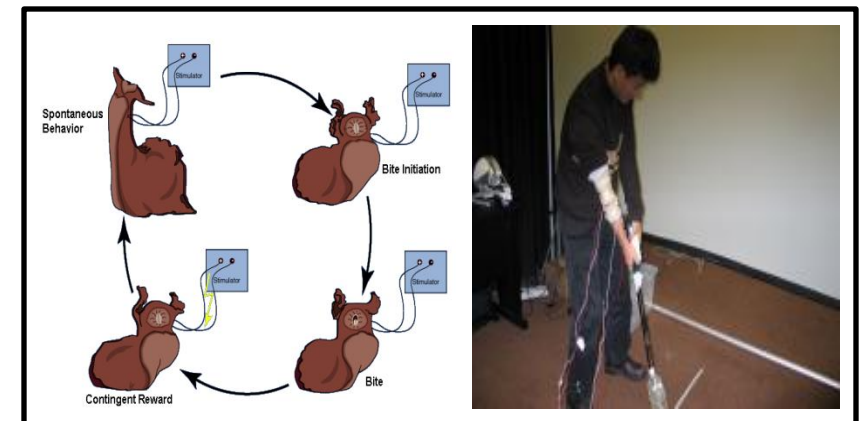 Stimulator
Spontaneous
Behavior
Stimulator
Bite Initiation
Stimulator
Contingent Reward
Stimulator
Bite